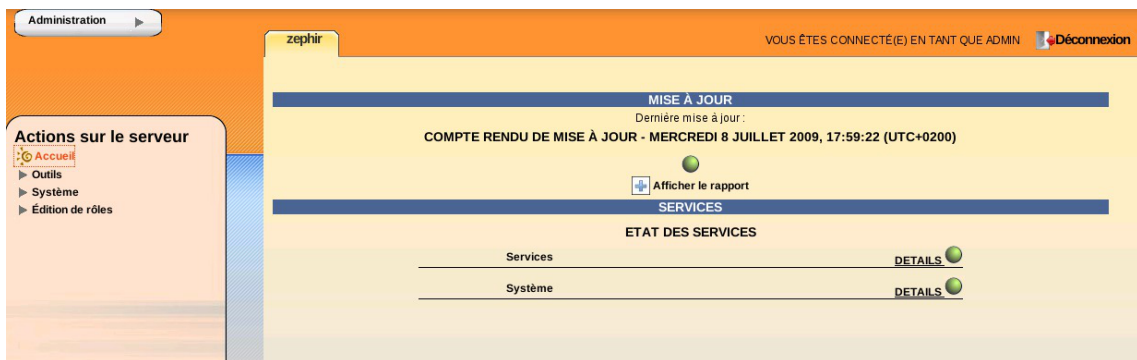 Administration
zephir
VOUS ÊTES CONNECTÉ(E) EN TANT QUE ADMIN
Déconnexion
Actions sur le serveur
Accueil
Outils
Système
Édition de rôles
MISE À JOUR
Derniére mise à jour :
COMPTE RENDU DE MISE À JOUR - MERCREDI 8 JUILLET 2009, 17:59:22 (UTC+0200)
Afficher le rapport
SERVICES
ETAT DES SERVICES
Services DETAILS
Système DETAILS